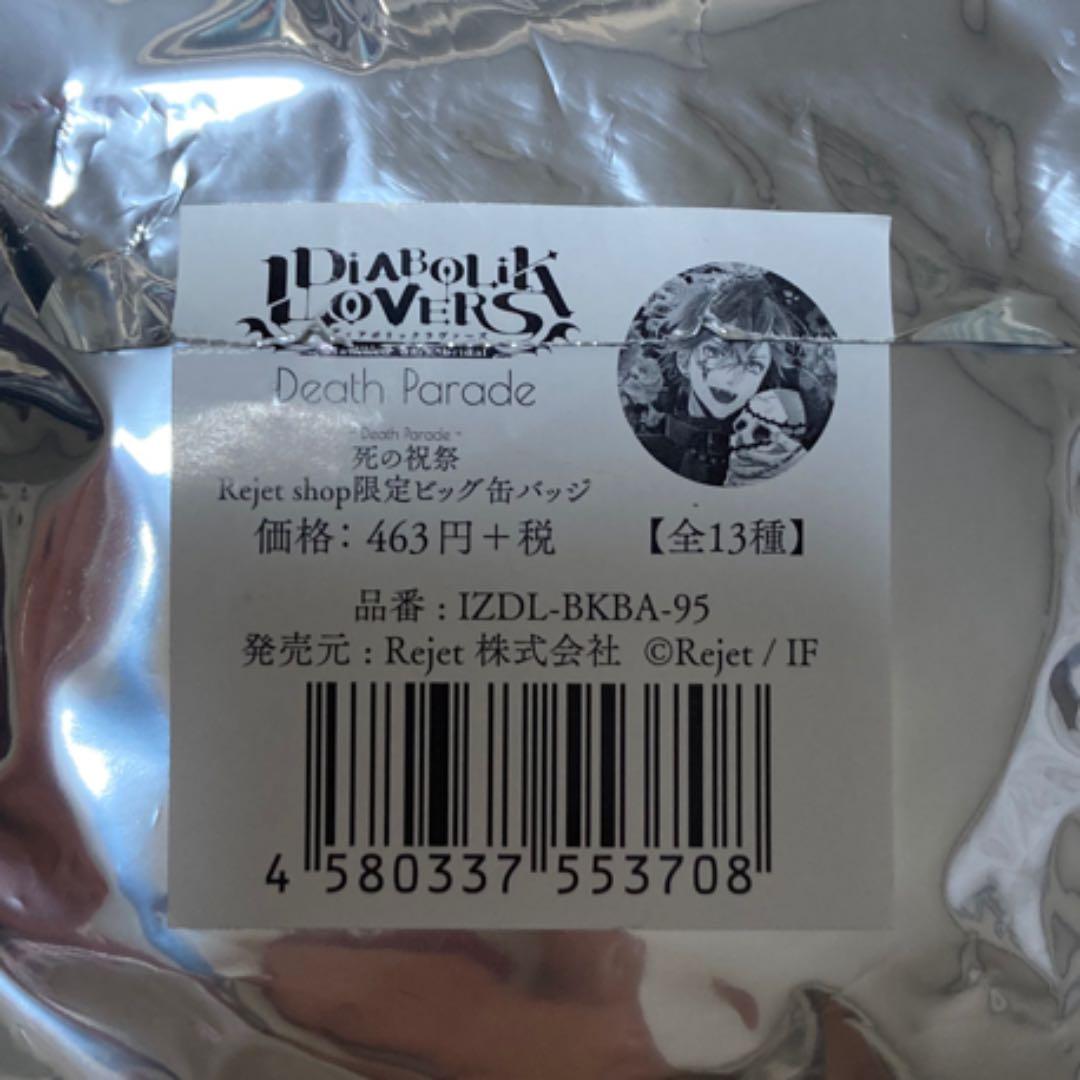 DiABOLiK
LOVERS
Death Parade
- Death Parade -
死の祝祭
Rejet shop限定ビッグ缶バッジ
価格：463円＋税 【全13種】
品番：IZDL-BKBA-95
発売元：Rejet 株式会社 ©Rejet / IF
4 580337 553708